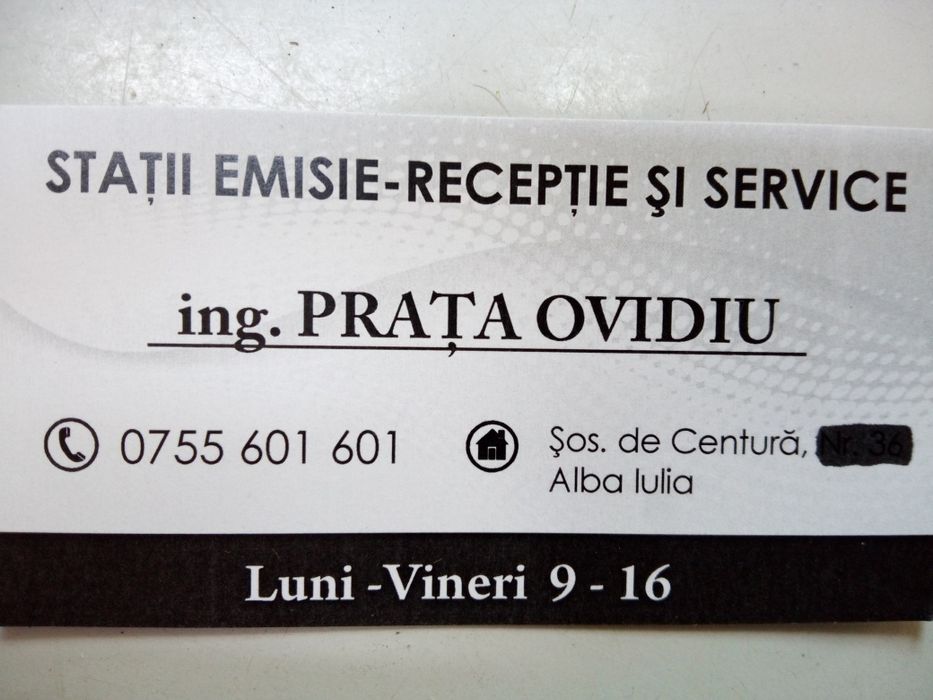 STAȚII EMISIE-RECEPȚIE ŞI SERVICE
ing. PRAȚA OVIDIU
0755 601 601
Şos. de Centură, Nr. 36
Alba Iulia
Luni -Vineri 9 - 16